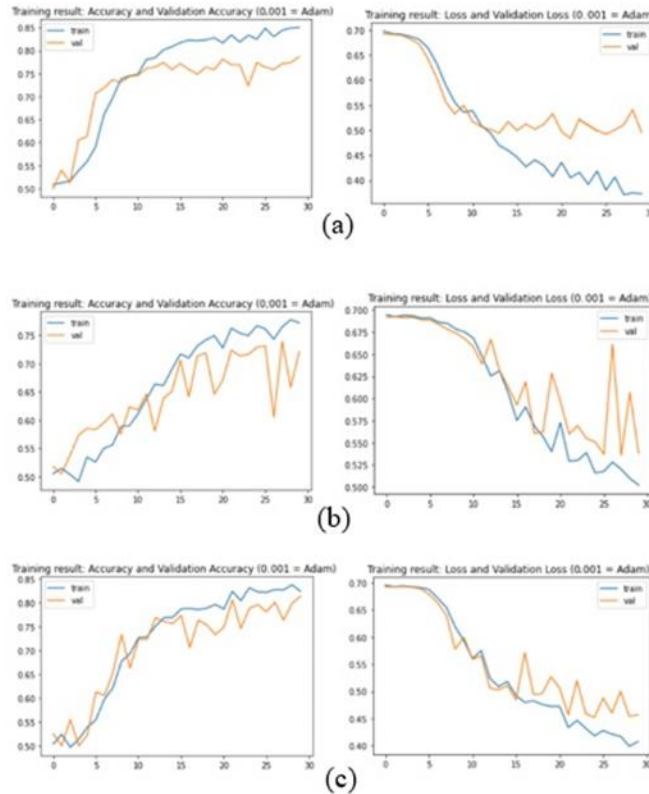 Training result: Accuracy and Validation Accuracy (0.001 = Adam)
train
val
0.85
0.80
0.75
0.70
0.65
0.60
0.55
0.50
0 5 10 15 20 25 30
Training result: Loss and Validation Loss (0.001 = Adam)
train
val
0.70
0.65
0.60
0.55
0.50
0.45
0.40
0 5 10 15 20 25 30
(a)
Training result: Accuracy and Validation Accuracy (0.001 = Adam)
train
val
0.75
0.70
0.65
0.60
0.55
0.50
0 5 10 15 20 25 30
Training result: Loss and Validation Loss (0.001 = Adam)
train
val
0.700
0.675
0.650
0.625
0.600
0.575
0.550
0.525
0.500
0 5 10 15 20 25 30
(b)
Training result: Accuracy and Validation Accuracy (0.001 = Adam)
train
val
0.85
0.80
0.75
0.70
0.65
0.60
0.55
0.50
0 5 10 15 20 25 30
Training result: Loss and Validation Loss (0.001 = Adam)
train
val
0.70
0.65
0.60
0.55
0.50
0.45
0.40
0 5 10 15 20 25 30
(c)